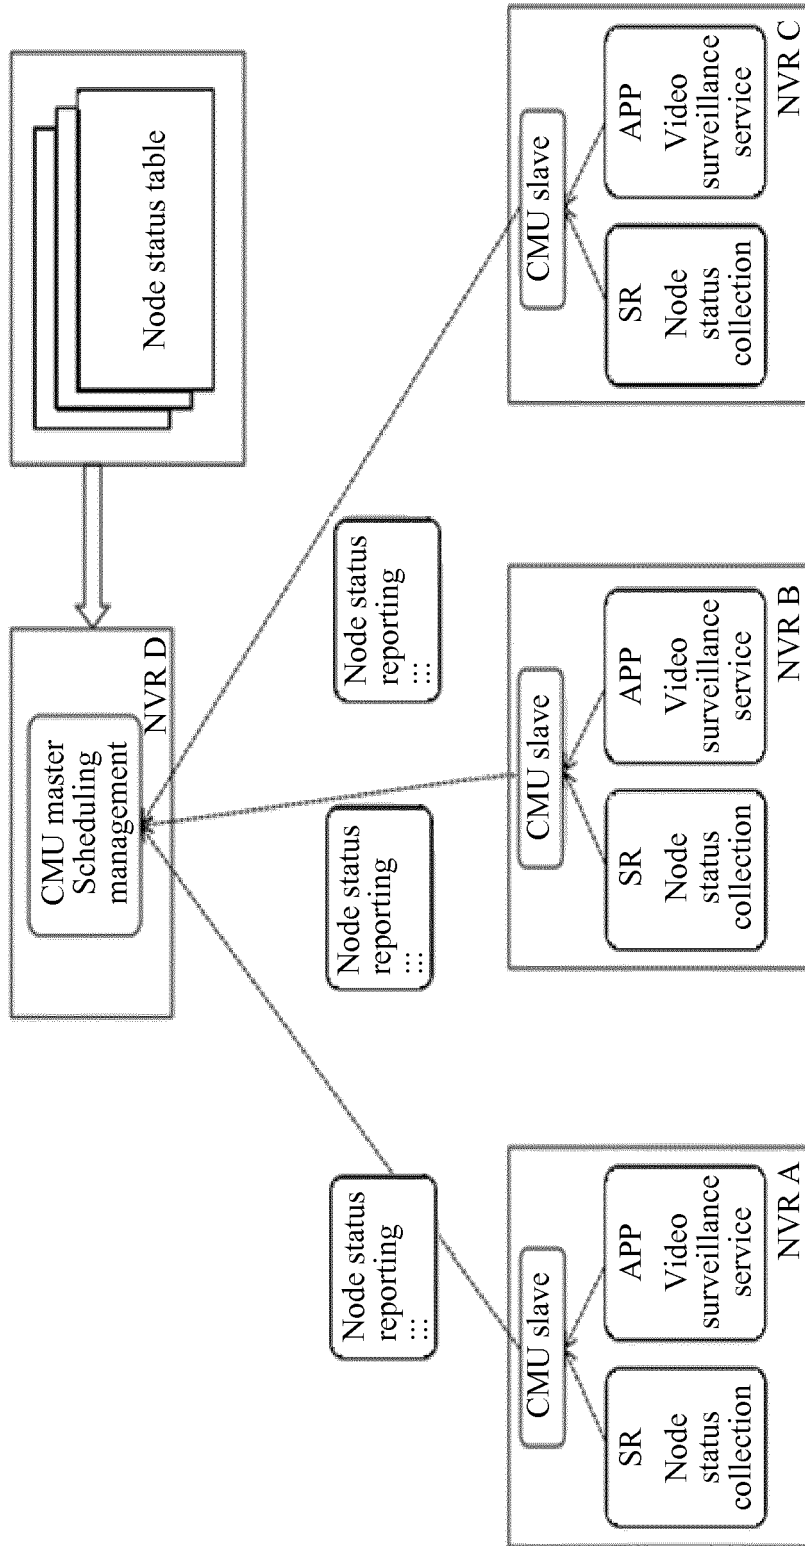 CMU master
Scheduling
management
NVR D
Node status table
Node status
reporting
...
...
Node status
reporting
...
...
Node status
reporting
...
...
CMU slave
SR
Node
status
collection
APP
Video
surveillance
service
NVR A
CMU slave
SR
Node
status
collection
APP
Video
surveillance
service
NVR B
CMU slave
SR
Node
status
collection
APP
Video
surveillance
service
NVR C